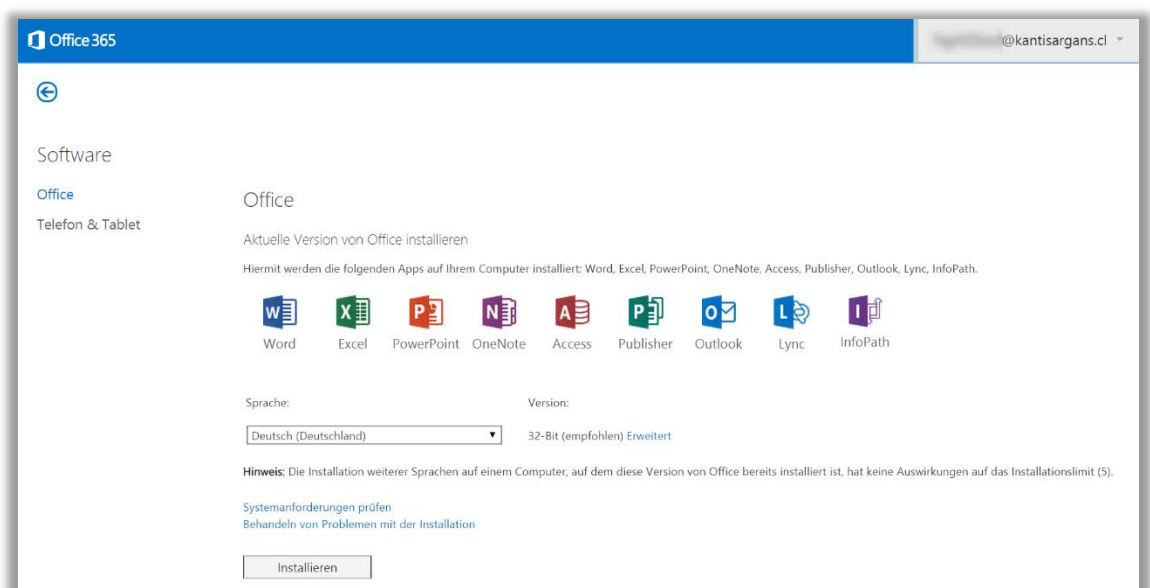 Office 365
@kantisargans.cl
Software
Office
Telefon & Tablet
Office
Aktuelle Version von Office installieren
Hiermit werden die folgenden Apps auf Ihrem Computer installiert: Word, Excel, PowerPoint, OneNote, Access, Publisher, Outlook, Lync, InfoPath.
Word Excel PowerPoint OneNote Access Publisher Outlook Lync InfoPath
Sprache: Version:
Deutsch (Deutschland) 32-Bit (empfohlen) Erweitert
Hinweis: Die Installation weiterer Sprachen auf einem Computer, auf dem diese Version von Office bereits installiert ist, hat keine Auswirkungen auf das Installationslimit (5).
Systemanforderungen prüfen
Behandeln von Problemen mit der Installation
Installieren